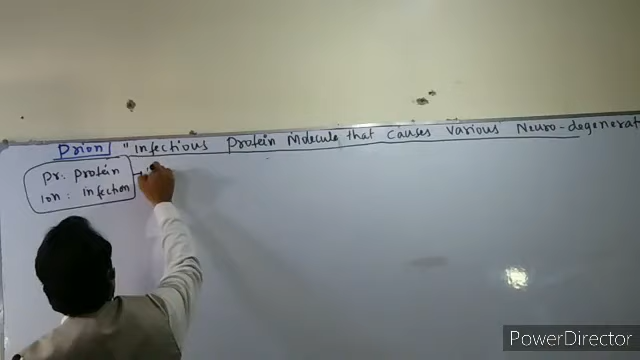 Prion "Infectious Protein Molecule that causes various Neuro-degenerat
Pr: Protein
Ion: infection
PowerDirector